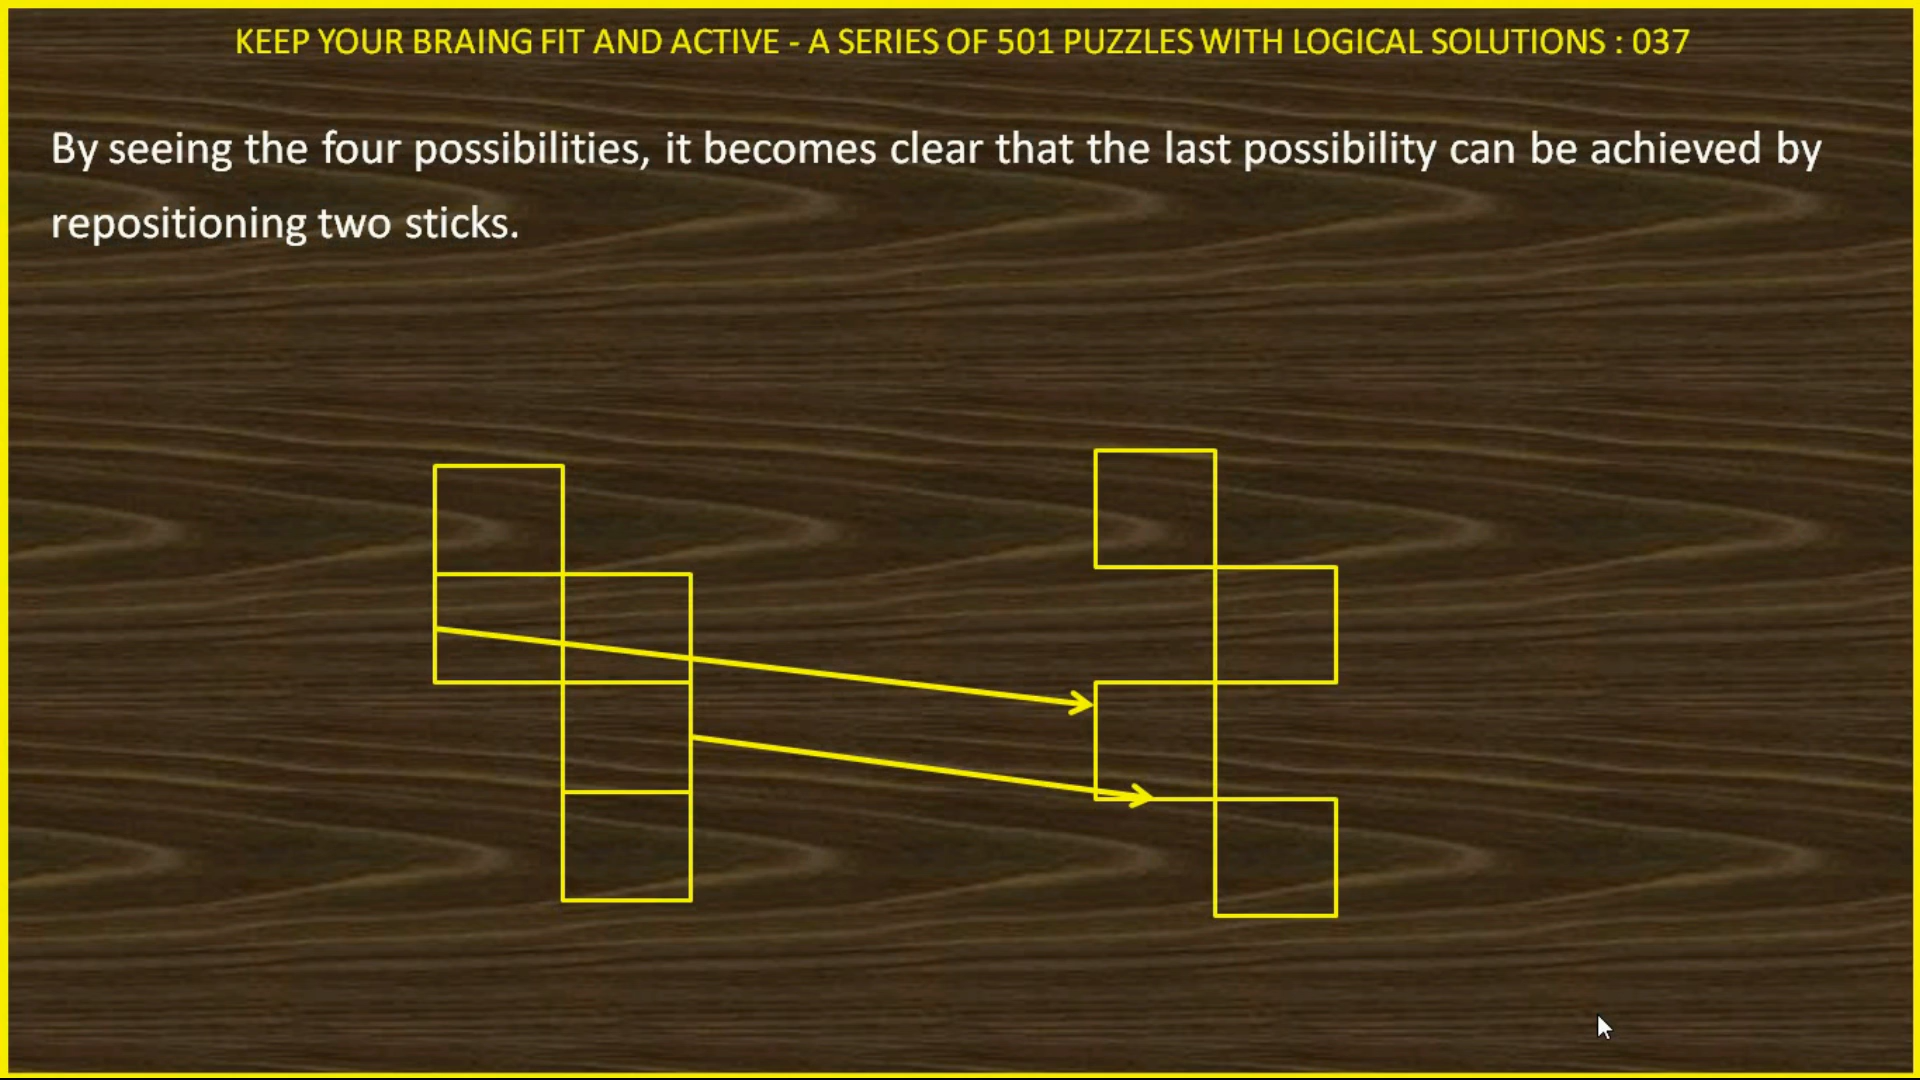 KEEP YOUR BRAING FIT AND ACTIVE - A SERIES OF 501 PUZZLES WITH LOGICAL SOLUTIONS : 037
By seeing the four possibilities, it becomes clear that the last possibility can be achieved by
repositioning two sticks.